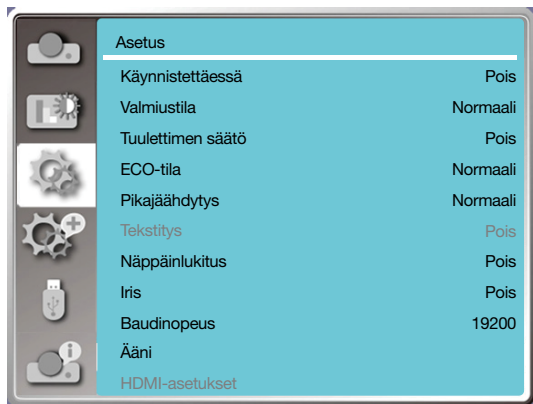 Asetus
Käynnistettäessä Pois
Valmiustila Normaali
Tuulettimen säätö Pois
ECO-tila Normaali
Pikajäähdytys Normaali
Tekstitys Pois
Näppäinlukitus Pois
Iris Pois
Baudinopeus 19200
Ääni
HDMI-asetukset